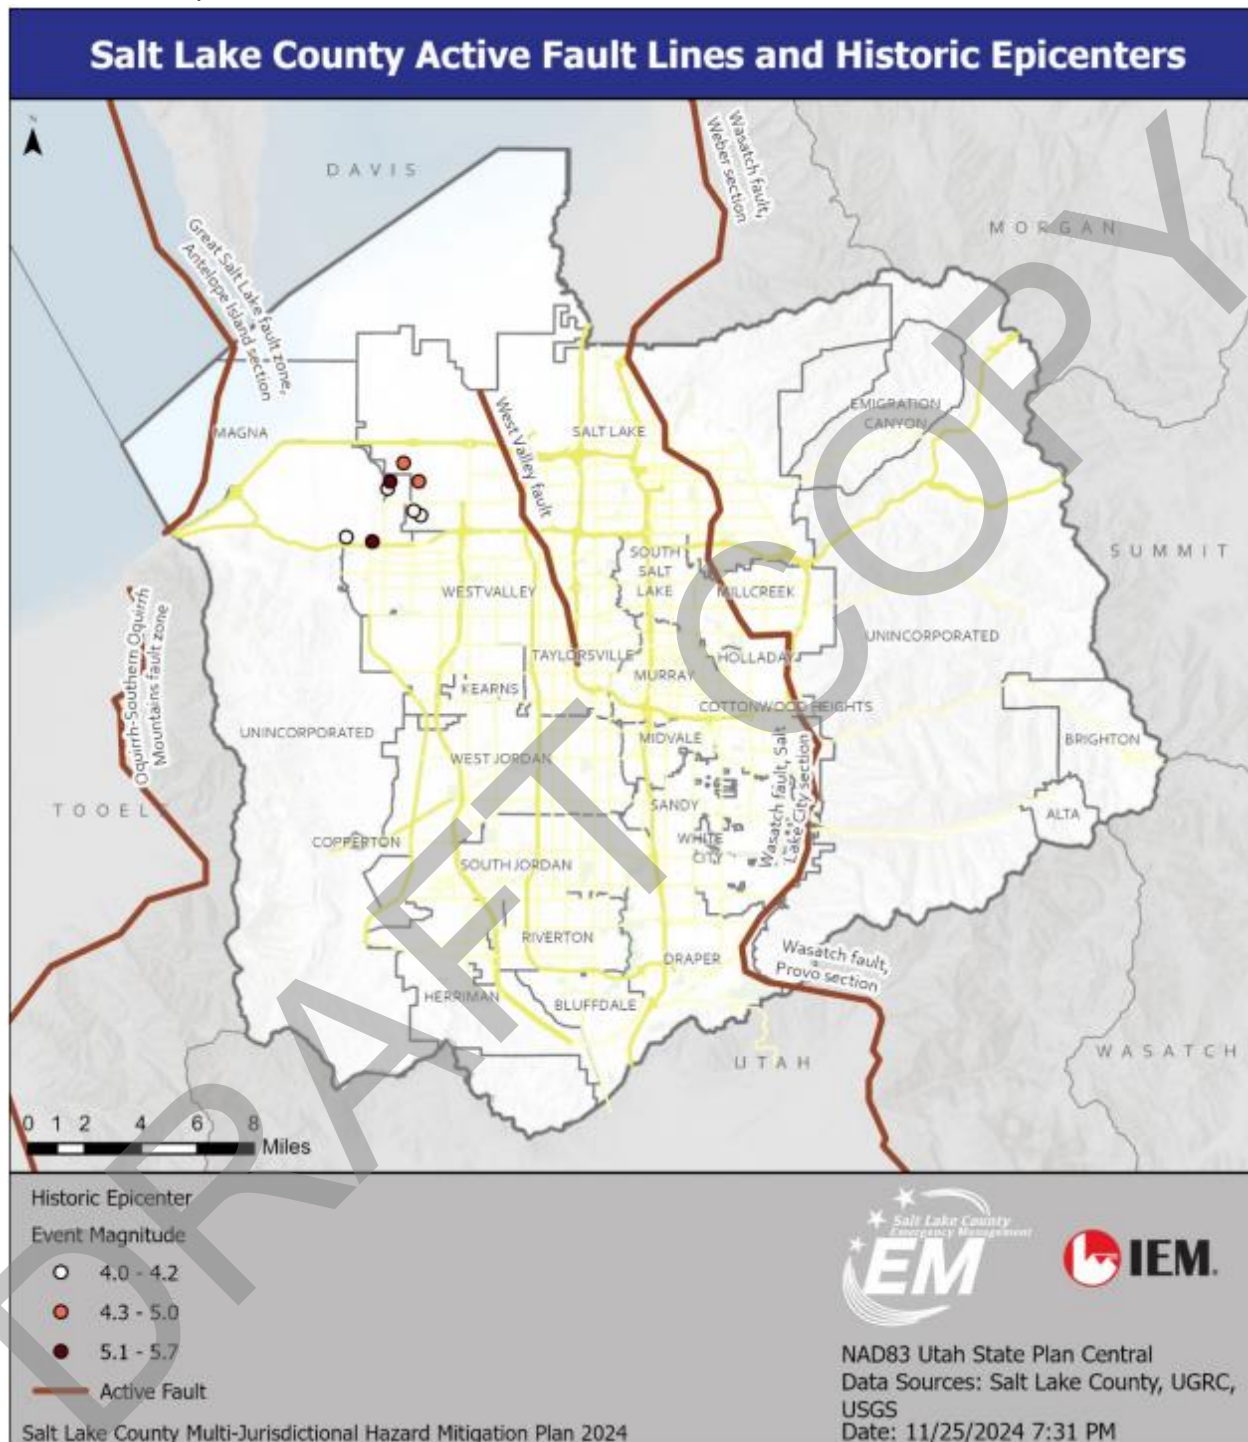 Salt Lake County Active Fault Lines and Historic Epicenters
N
DAVIS
MORGAN
SUMMIT
WASATCH
UTAH
TOOELE
Great Salt Lake fault zone,
Antelope Island section
Wasatch fault,
Weber section
West Valley fault
Oquirrh-Southern Oquirrh
Mountains fault zone
Wasatch fault, Salt
Lake City section
Wasatch fault,
Provo section
MAGNA
SALT LAKE
EMIGRATION
CANYON
SOUTH
SALT
LAKE
WEST VALLEY
MILLCREEK
UNINCORPORATED
TAYLORSVILLE
HOLLADAY
MURRAY
KEARNS
COTTONWOOD HEIGHTS
UNINCORPORATED
MIDVALE
BRIGHTON
WEST JORDAN
SANDY
ALTA
COPPERTON
WHITE
CITY
SOUTH JORDAN
RIVERTON
DRAPER
HERRIMAN
BLUFFDALE
0 1 2 4 6 8
Miles
DRAFT COPY
Historic Epicenter
Event Magnitude
4.0 - 4.2
4.3 - 5.0
5.1 - 5.7
Active Fault
Salt Lake County
Emergency Management
EM
IEM.
NAD83 Utah State Plan Central
Data Sources: Salt Lake County, UGRC,
USGS
Date: 11/25/2024 7:31 PM
Salt Lake County Multi-Jurisdictional Hazard Mitigation Plan 2024